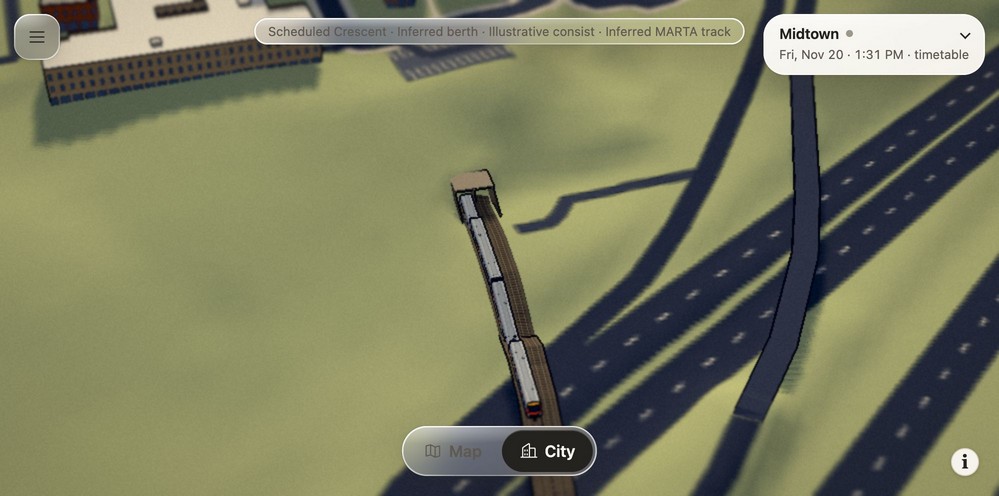 Scheduled Crescent · Inferred berth · Illustrative consist · Inferred MARTA track
Midtown
Fri, Nov 20 · 1:31 PM · timetable
Map
City